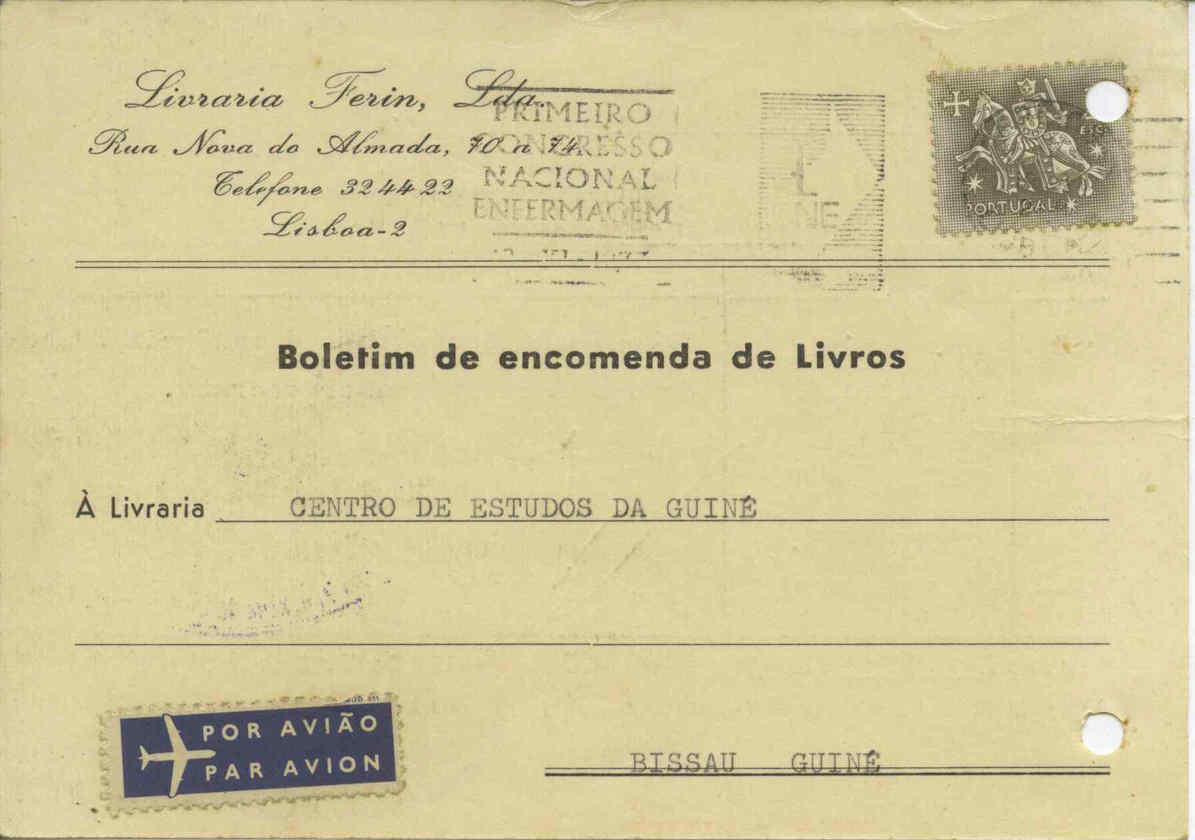 Livraria Ferin, Lda.
Rua Nova do Almada, 70 a 74
Telefone 32 44 22
Lisboa-2
PRIMEIRO
CONGRESSO
NACIONAL
ENFERMAGEM
NE
PORTUGAL
Boletim de encomenda de Livros
À Livraria CENTRO DE ESTUDOS DA GUINÉ
POR AVIÃO
PAR AVION
BISSAU GUINÉ